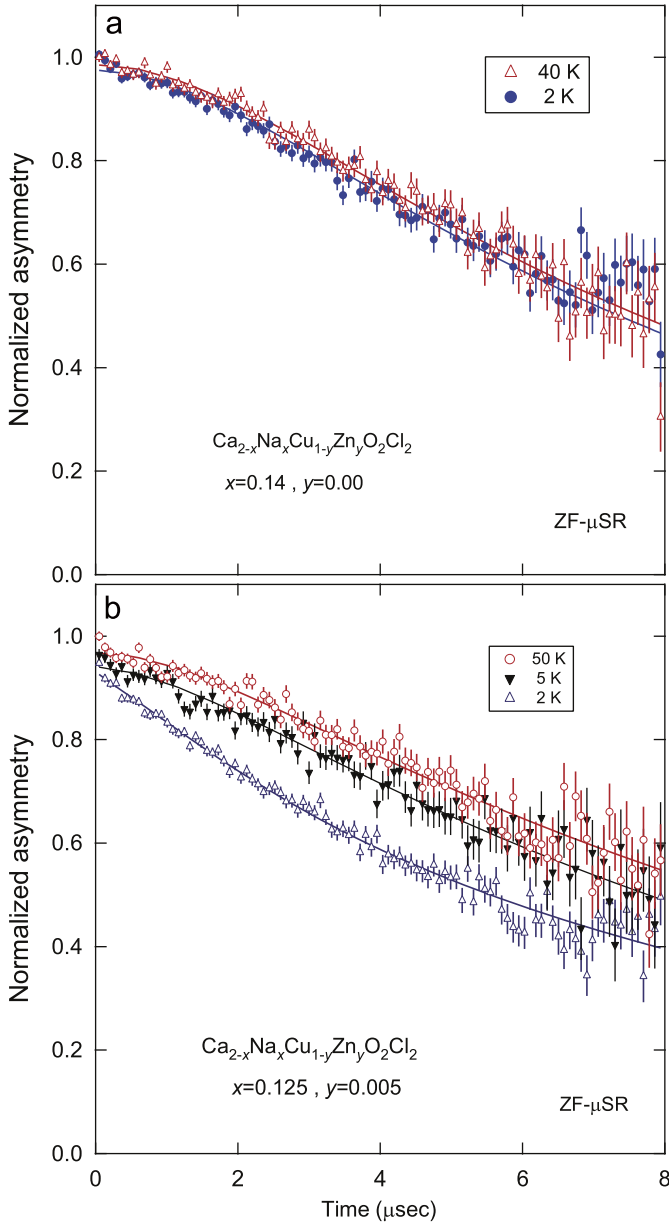 a
1.0
0.8
0.6
0.4
0.2
0.0
Normalized asymmetry
40 K
2 K
Ca2-xNaxCu1-yZnyO2Cl2
x=0.14 , y=0.00
ZF-μSR
b
1.0
0.8
0.6
0.4
0.2
0.0
Normalized asymmetry
50 K
5 K
2 K
Ca2-xNaxCu1-yZnyO2Cl2
x=0.125 , y=0.005
ZF-μSR
0 2 4 6 8
Time (μsec)